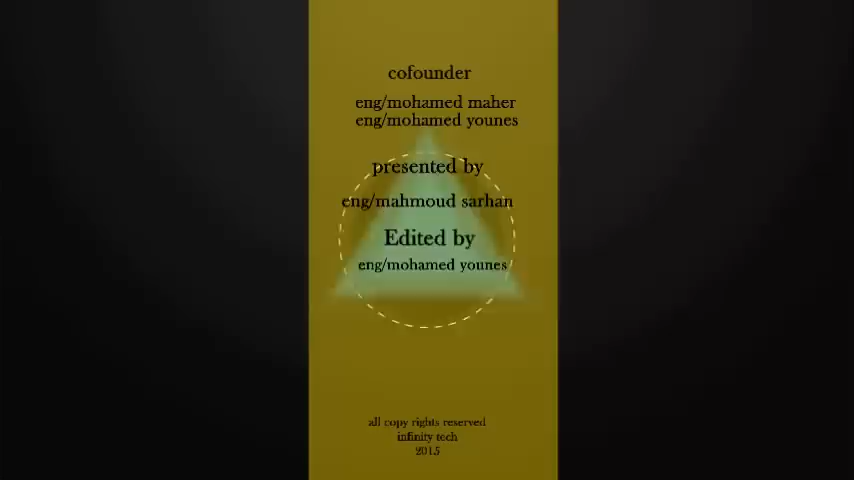 cofounder
eng/mohamed maher
eng/mohamed younes
presented by
eng/mahmoud sarhan
Edited by
eng/mohamed younes
all copy rights reserved
infinity tech
2015